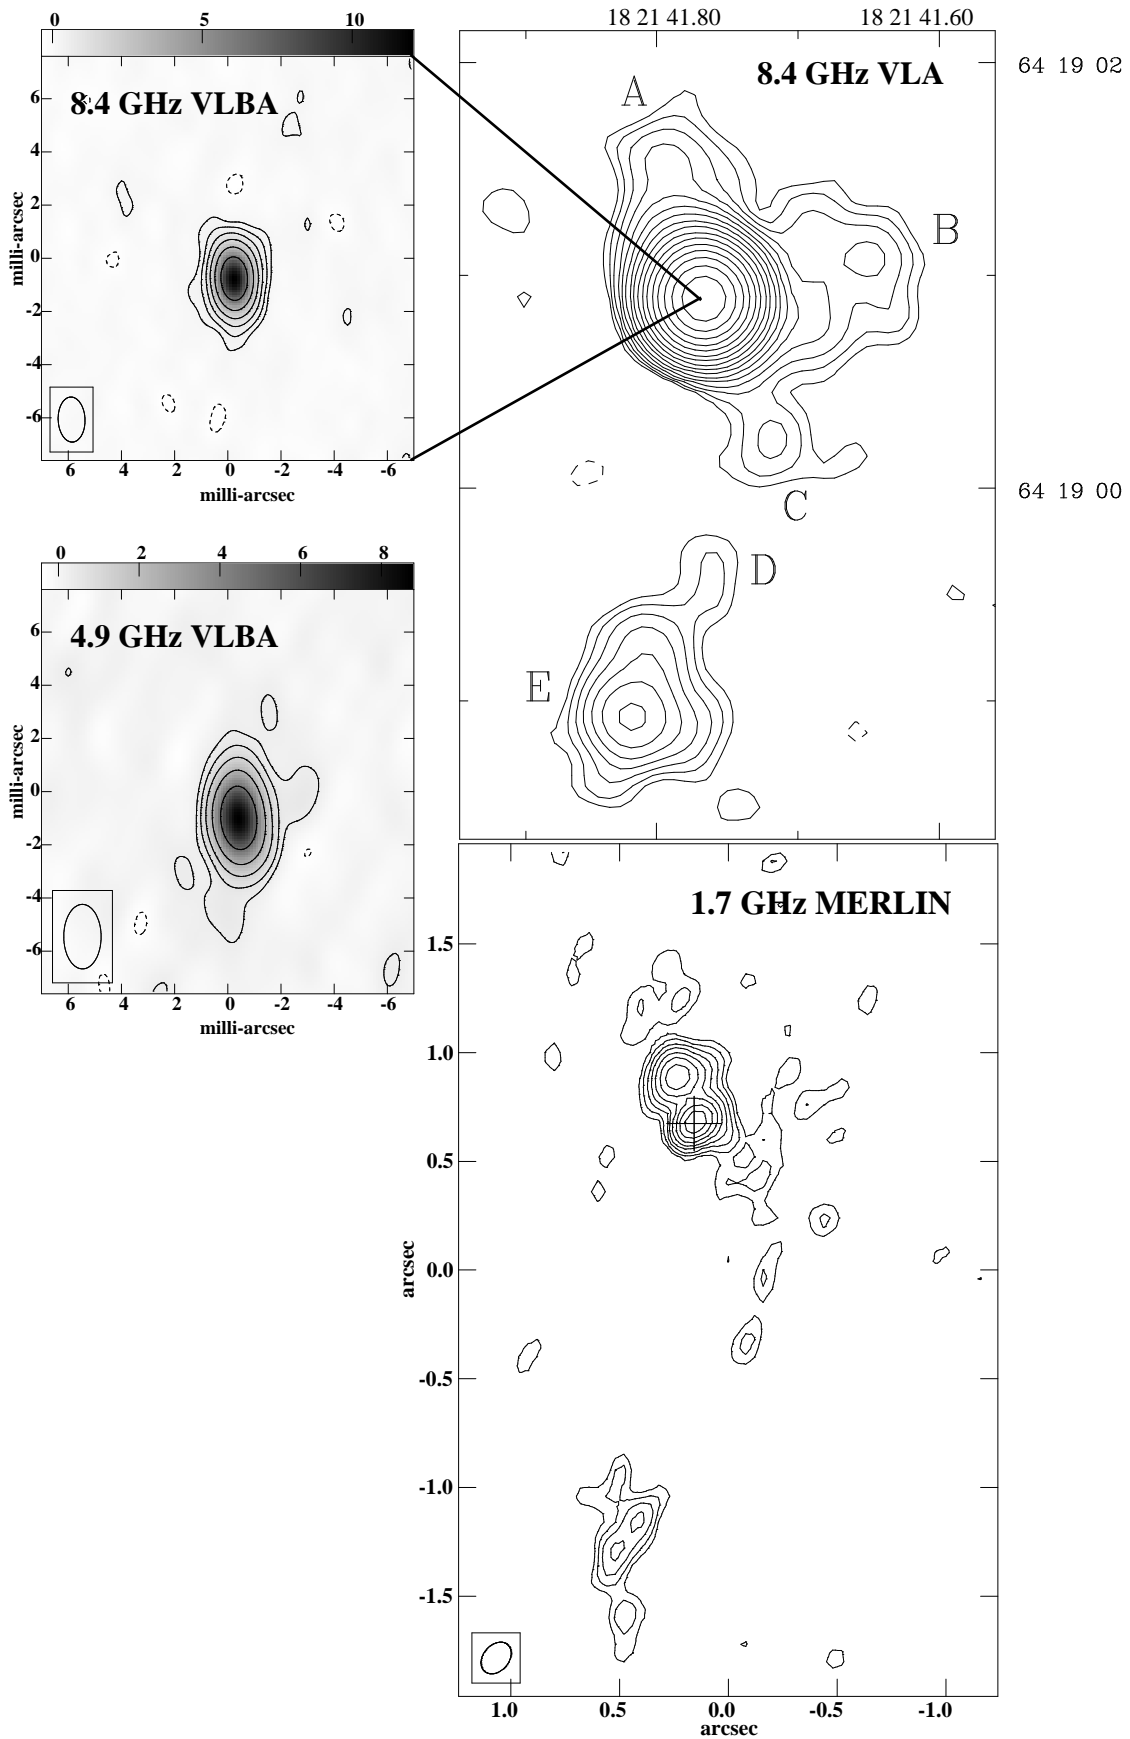 0 5 10
8.4 GHz VLBA
6
4
2
0
-2
-4
-6
milli-arcsec
6 4 2 0 -2 -4 -6
milli-arcsec
18 21 41.80 18 21 41.60
8.4 GHz VLA
64 19 02
64 19 00
A
B
C
D
E
0 2 4 6 8
4.9 GHz VLBA
6
4
2
0
-2
-4
-6
milli-arcsec
6 4 2 0 -2 -4 -6
milli-arcsec
1.7 GHz MERLIN
1.5
1.0
0.5
0.0
-0.5
-1.0
-1.5
arcsec
1.0 0.5 0.0 -0.5 -1.0
arcsec